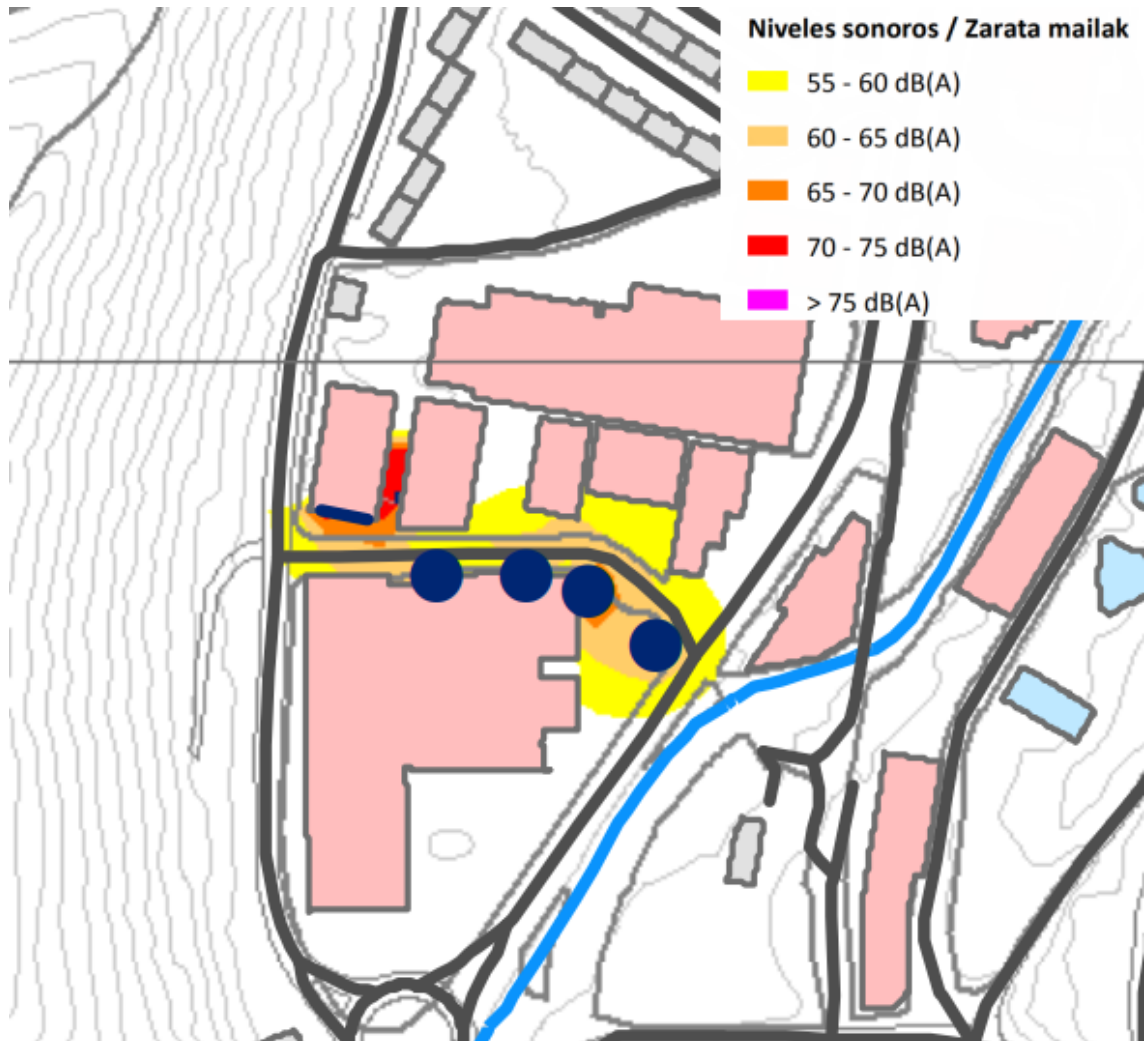 Niveles sonoros / Zarata mailak
55 - 60 dB(A)
60 - 65 dB(A)
65 - 70 dB(A)
70 - 75 dB(A)
> 75 dB(A)